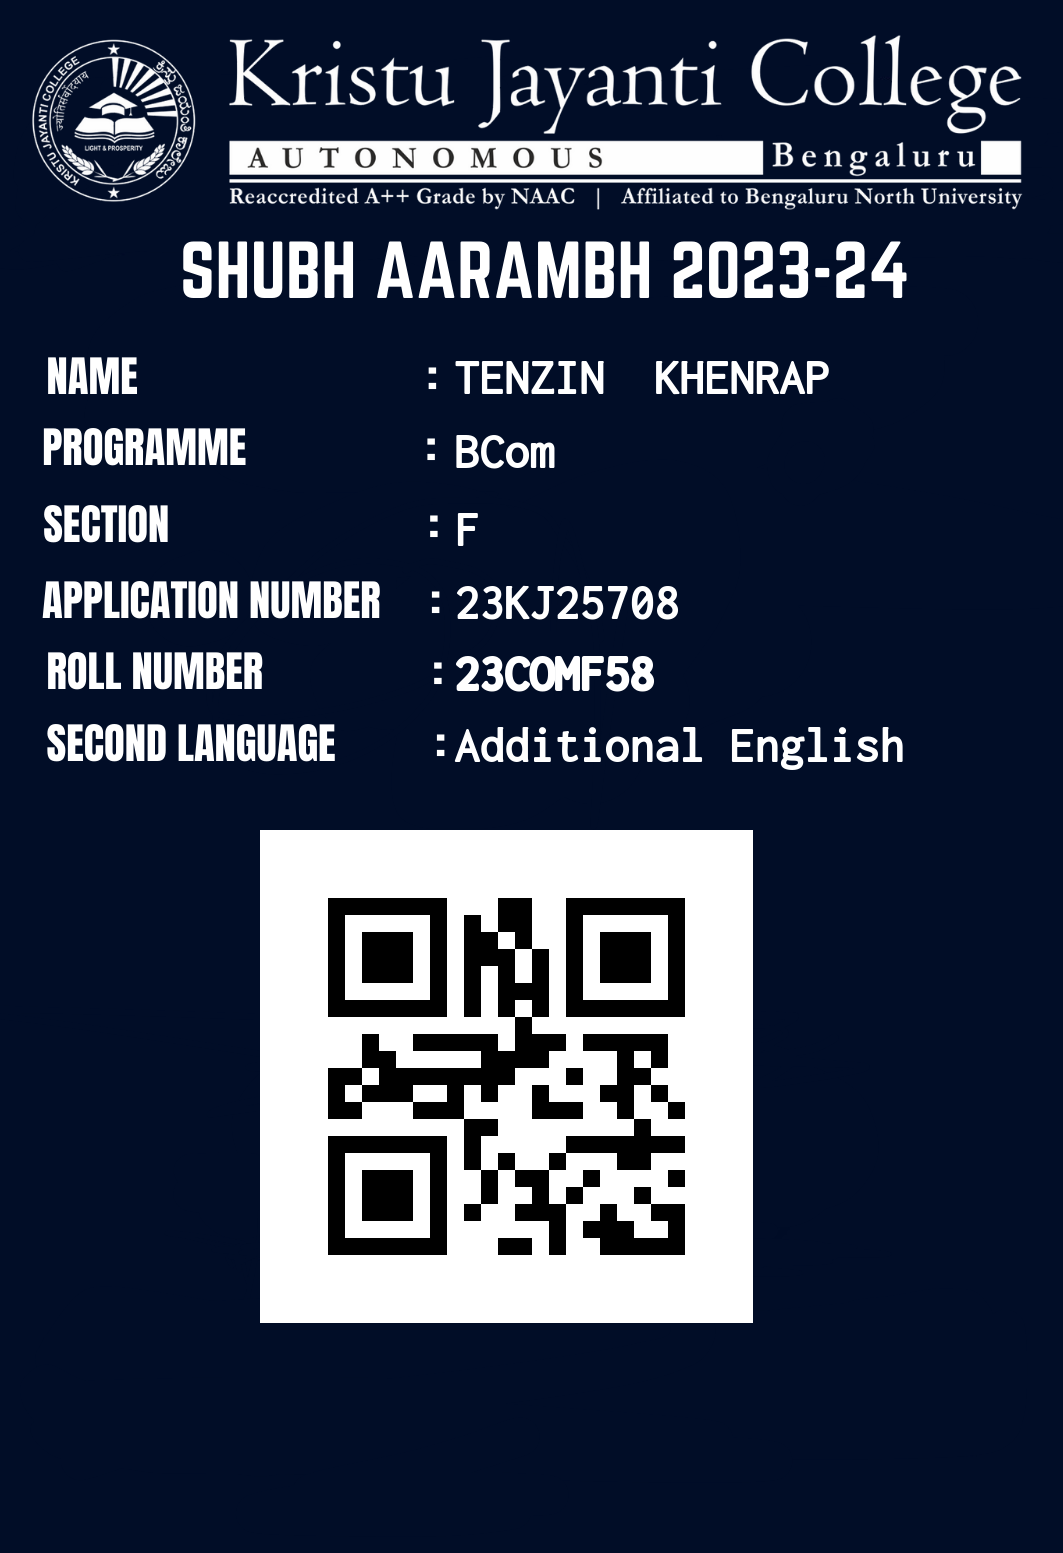 Kristu Jayanti College
AUTONOMOUS Bengaluru
Reaccredited A++ Grade by NAAC | Affiliated to Bengaluru North University
KRISTU JAYANTI COLLEGE
LIGHT & PROSPERITY
SHUBH AARAMBH 2023-24
NAME : TENZIN KHENRAP
PROGRAMME : BCom
SECTION : F
APPLICATION NUMBER : 23KJ25708
ROLL NUMBER : 23COMF58
SECOND LANGUAGE : Additional English